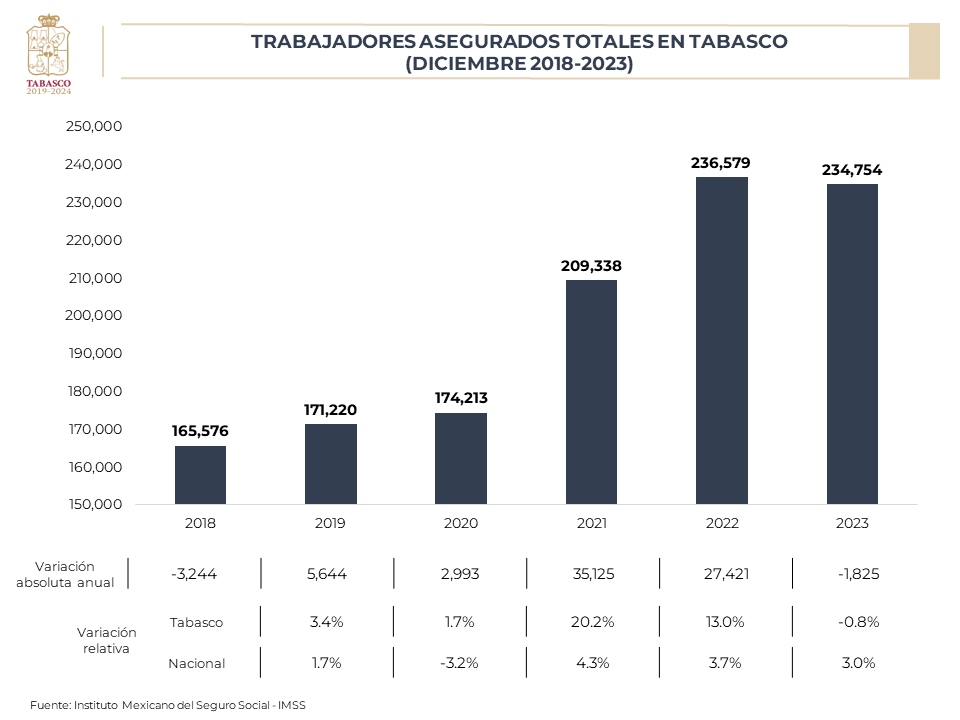 TABASCO
2019-2024
TRABAJADORES ASEGURADOS TOTALES EN TABASCO
(DICIEMBRE 2018-2023)
250,000
240,000
230,000
220,000
210,000
200,000
190,000
180,000
170,000
160,000
150,000
165,576
171,220
174,213
209,338
236,579
234,754
2018 2019 2020 2021 2022 2023
Variación
absoluta anual
-3,244 5,644 2,993 35,125 27,421 -1,825
Variación
relativa
Tabasco 3.4% 1.7% 20.2% 13.0% -0.8%
Nacional 1.7% -3.2% 4.3% 3.7% 3.0%
Fuente: Instituto Mexicano del Seguro Social - IMSS